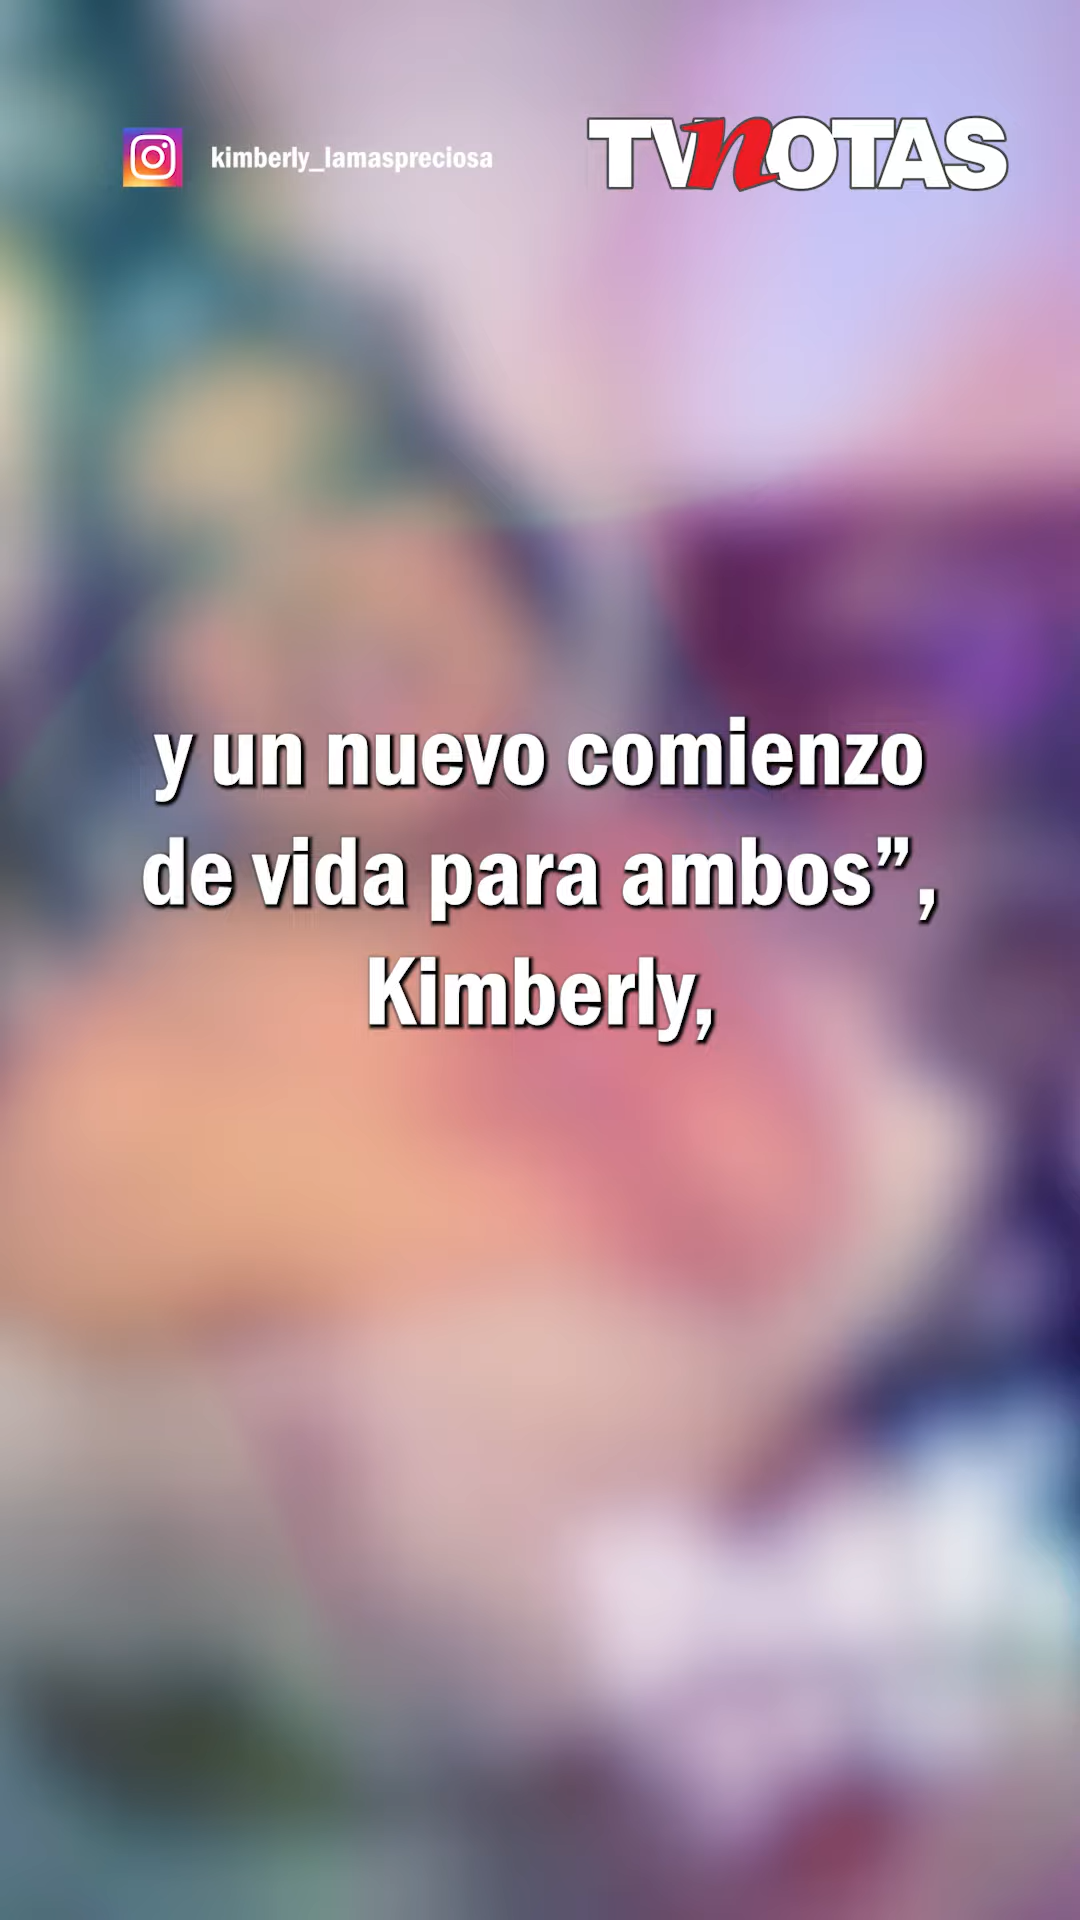 kimberly_lamaspreciosa
TVnOTAS
y un nuevo comienzo
de vida para ambos”,
Kimberly,